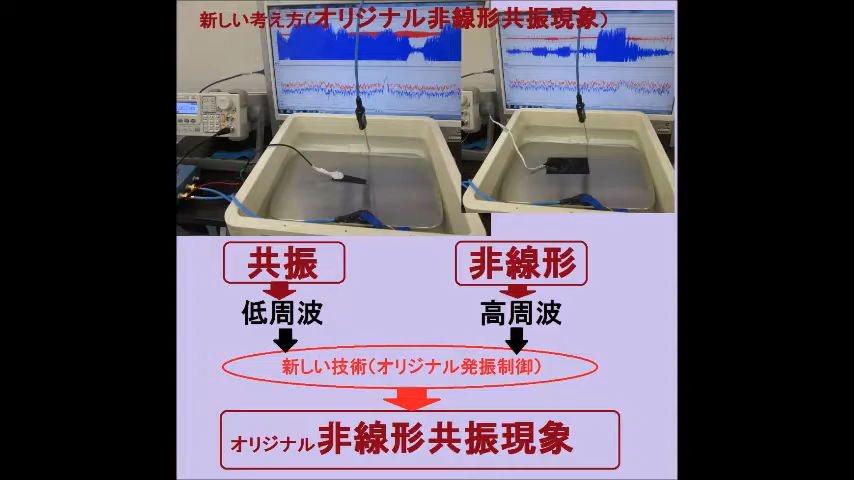 新しい考え方(オリジナル非線形共振現象)
共振
非線形
低周波
高周波
新しい技術(オリジナル発振制御)
オリジナル非線形共振現象